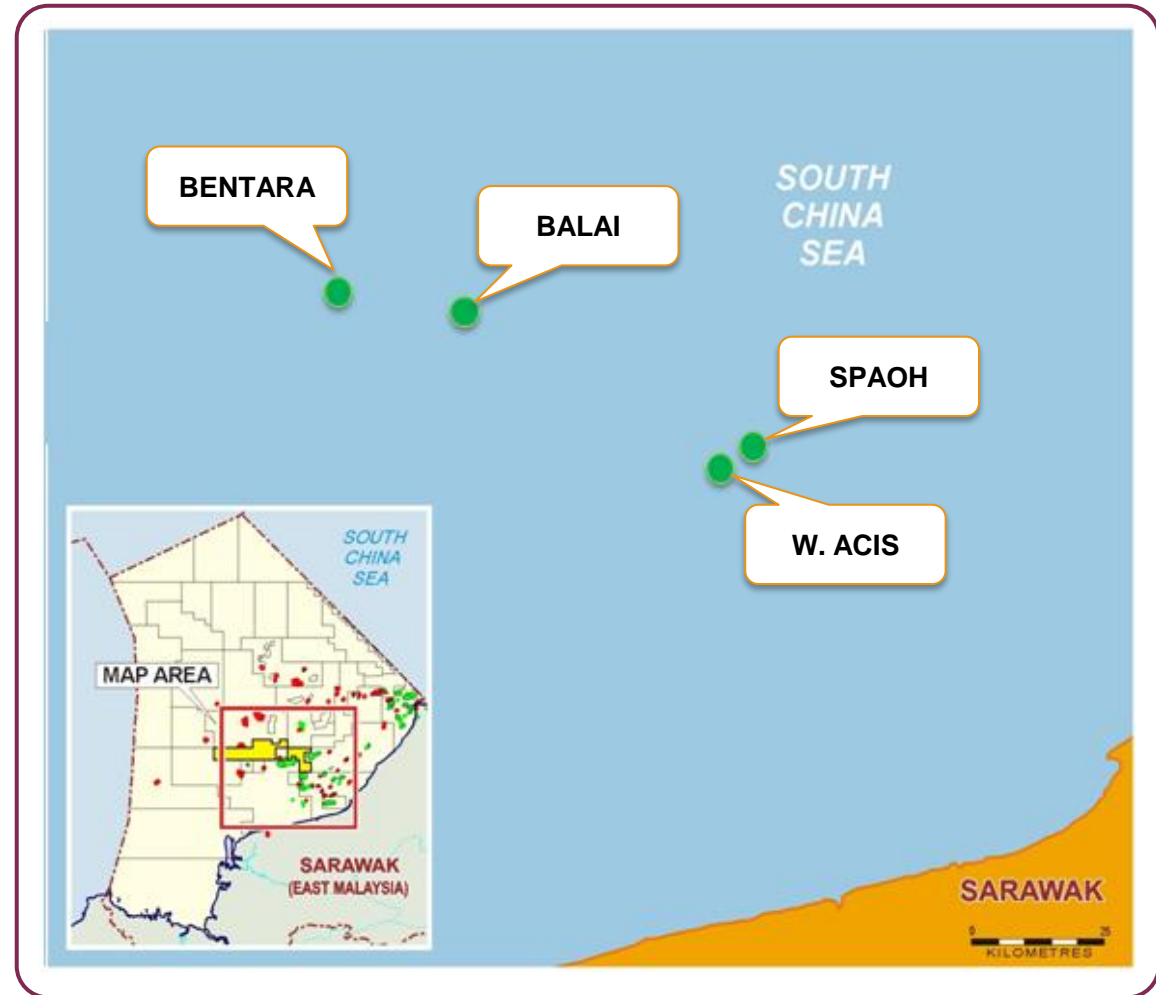 BENTARA
BALAI
SOUTH
CHINA
SEA
SPAOH
W. ACIS
SOUTH
CHINA
SEA
MAP AREA
SARAWAK
(EAST MALAYSIA)
SARAWAK
0 25
KILOMETRES